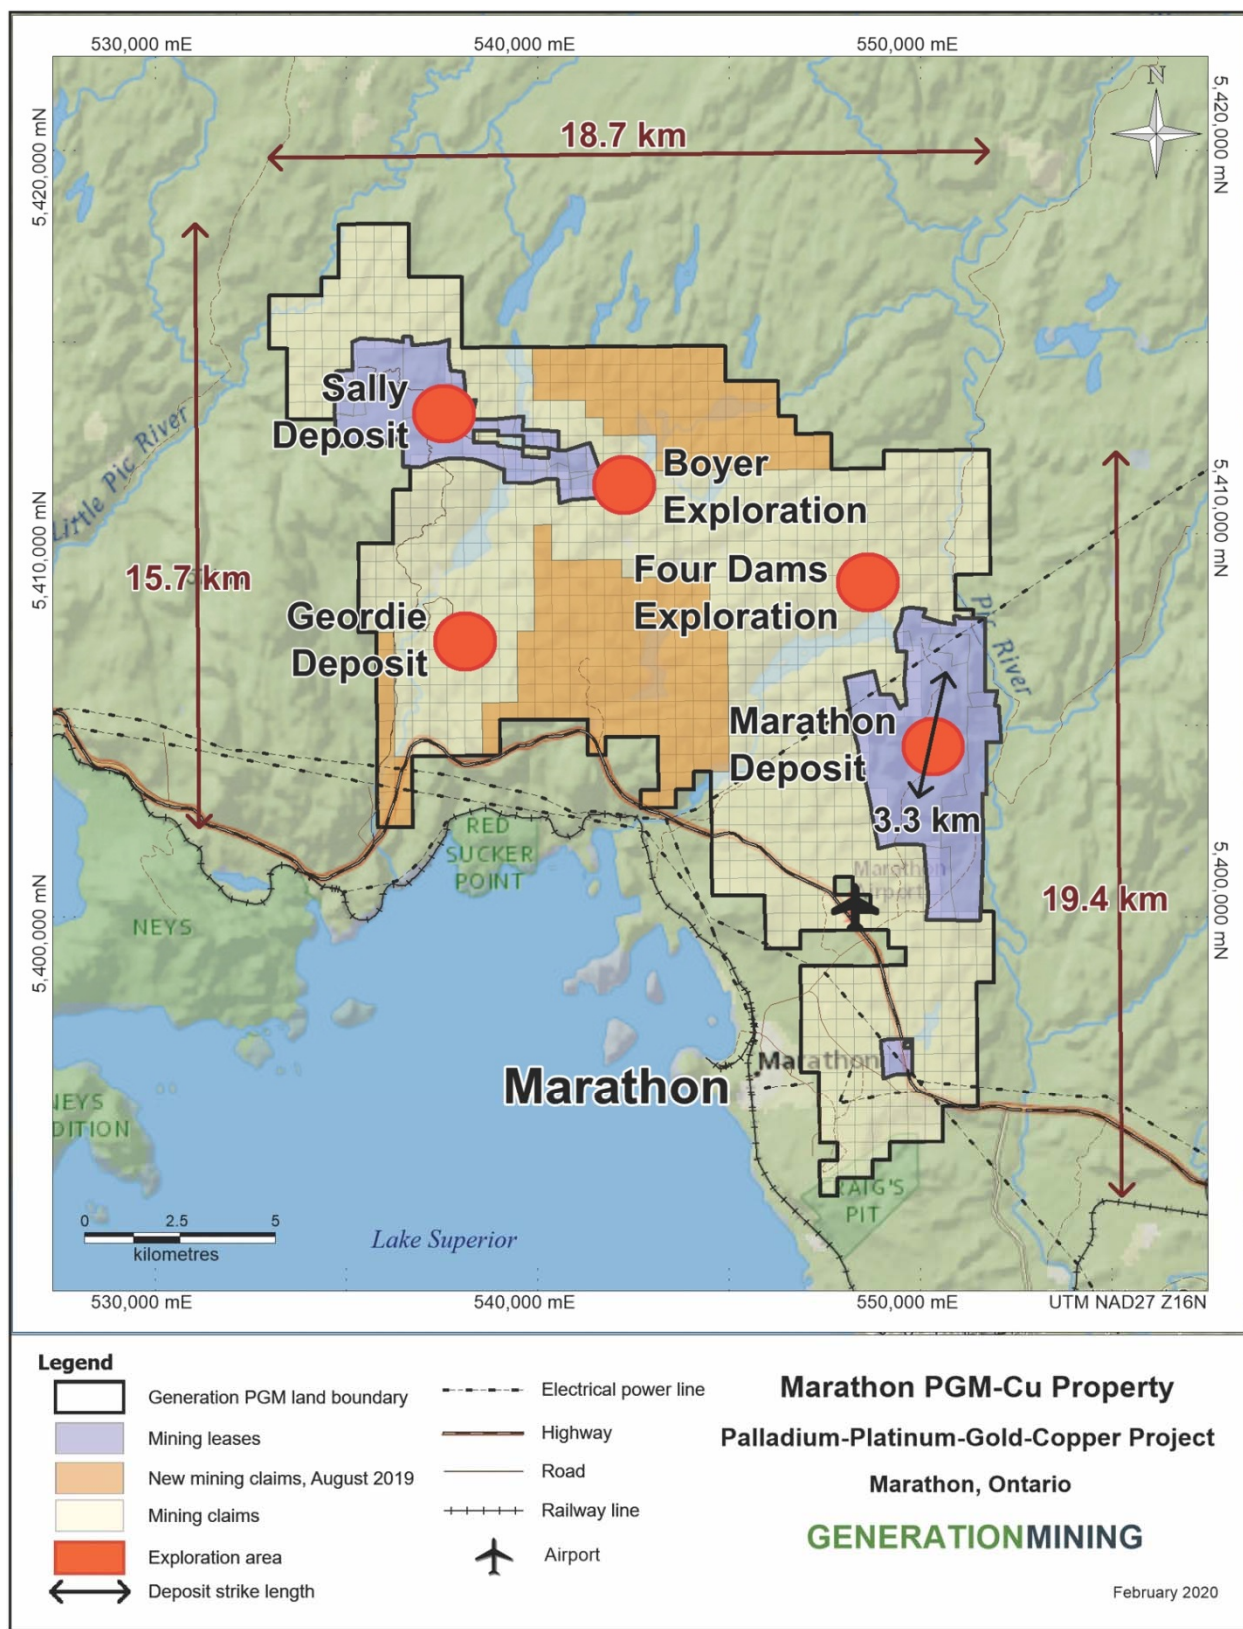 530,000 mE
540,000 mE
550,000 mE
N
5,420,000 mN
5,420,000 mN
18.7 km
Sally
Deposit
Little Pic River
Boyer
Exploration
5,410,000 mN
5,410,000 mN
15.7 km
Four Dams
Exploration
Geordie
Deposit
Pic River
Marathon
Deposit
3.3 km
RED
SUCKER
POINT
Marathon
Airport
19.4 km
5,400,000 mN
5,400,000 mN
NEYS
Marathon
Marathon
NEYS
DITION
RAIG'S
PIT
0 2.5 5
kilometres
Lake Superior
530,000 mE
540,000 mE
550,000 mE
UTM NAD27 Z16N
Legend
Generation PGM land boundary
Mining leases
New mining claims, August 2019
Mining claims
Exploration area
Deposit strike length
Electrical power line
Highway
Road
Railway line
Airport
Marathon PGM-Cu Property
Palladium-Platinum-Gold-Copper Project
Marathon, Ontario
GENERATIONMINING
February 2020